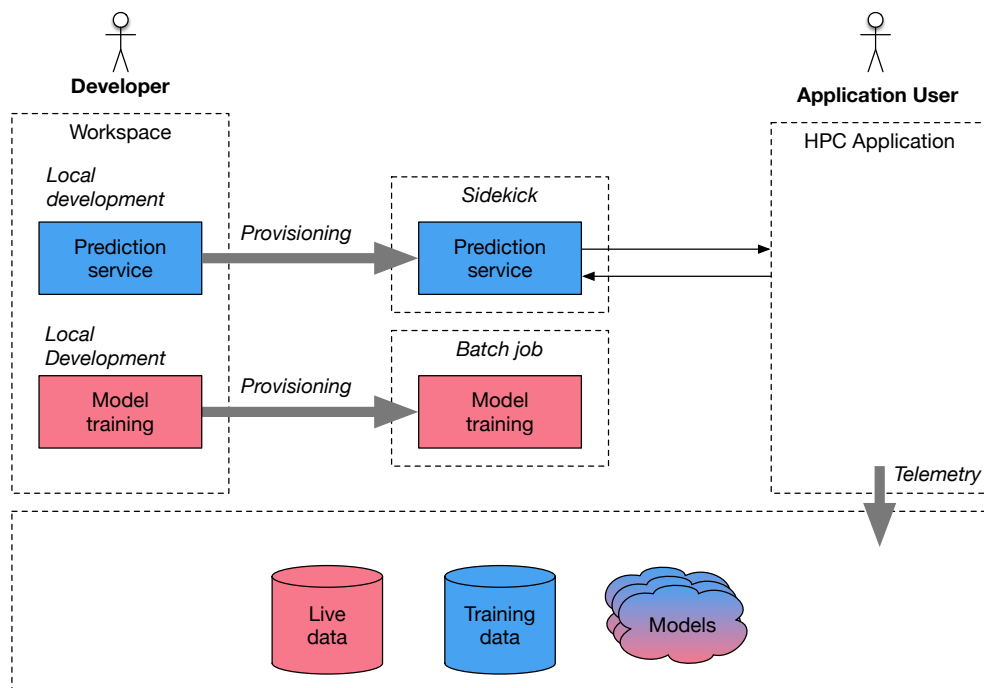 Developer
Application User
Workspace
HPC Application
Local
development
Sidekick
Prediction
service
Provisioning
Prediction
service
Local
Development
Batch job
Model
training
Provisioning
Model
training
Telemetry
Live
data
Training
data
Models